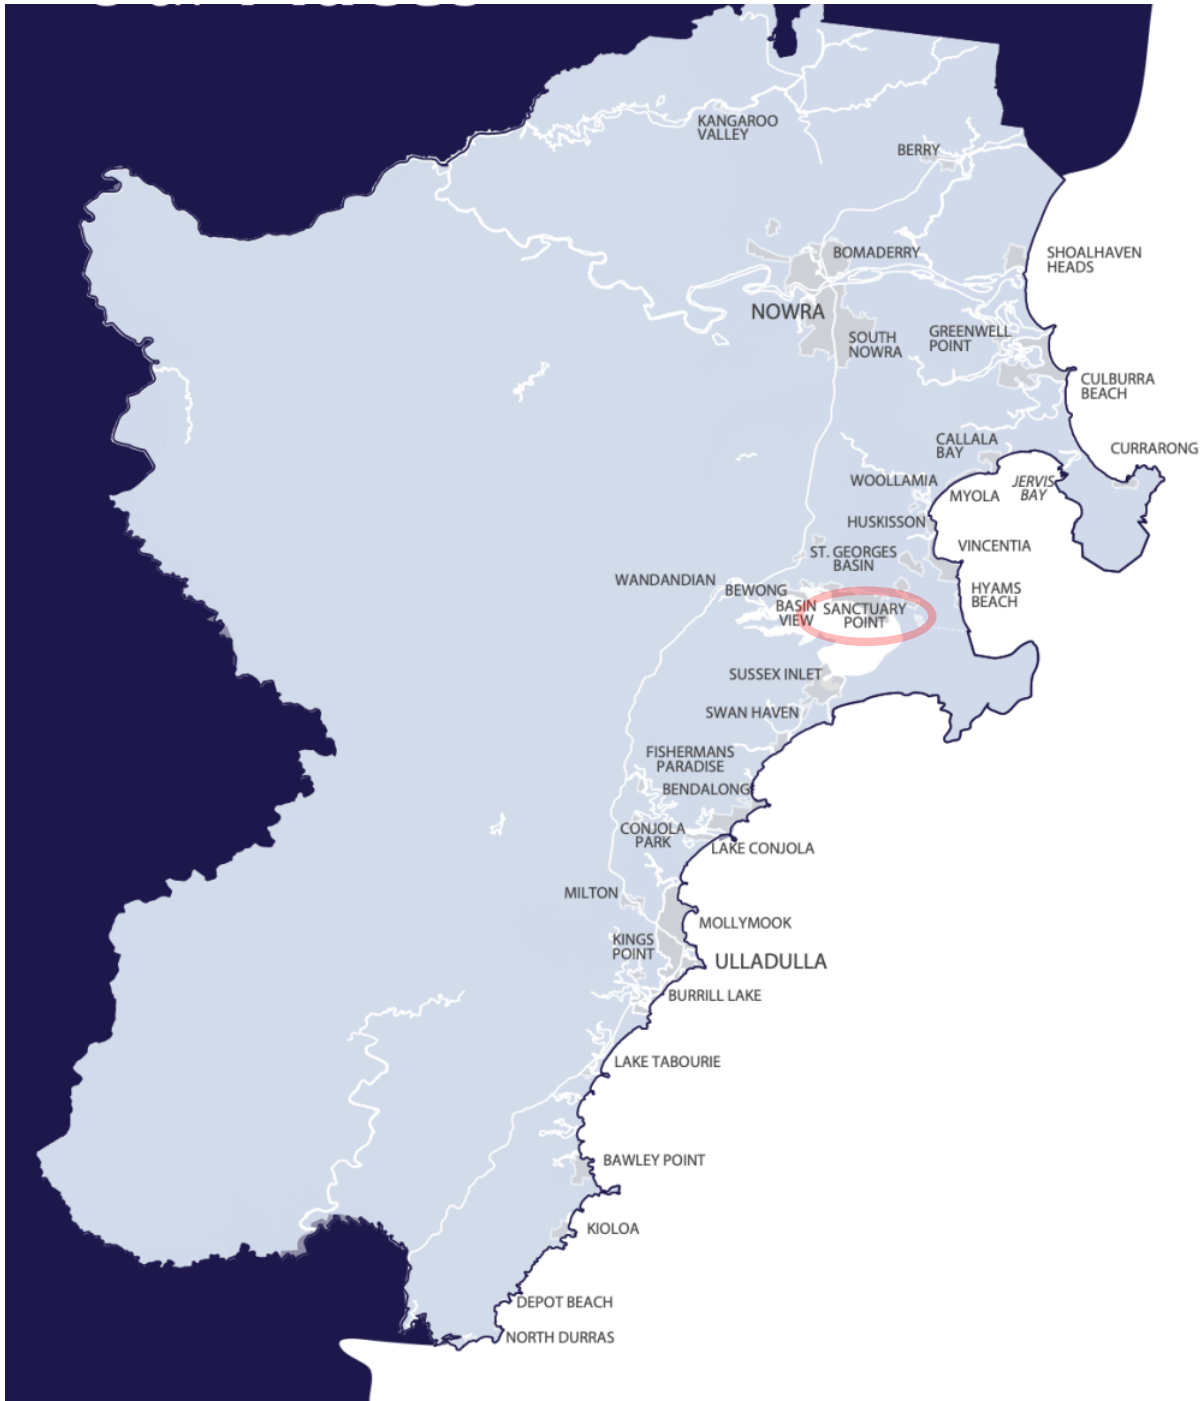 KANGAROO
VALLEY
BERRY
BOMADERRY
SHOALHAVEN
HEADS
NOWRA
SOUTH
NOWRA
GREENWELL
POINT
CULBURRA
BEACH
CALLALA
BAY
CURRARONG
WOOLLAMIA
MYOLA
JERVIS
BAY
HUSKISSON
VINCENTIA
ST. GEORGES
BASIN
WANDANDIAN
BEWONG
HYAMS
BEACH
BASIN
VIEW
SANCTUARY
POINT
SUSSEX INLET
SWAN HAVEN
FISHERMANS
PARADISE
BENDALONG
CONJOLA
PARK
LAKE CONJOLA
MILTON
MOLLYMOOK
KINGS
POINT
ULLADULLA
BURRILL LAKE
LAKE TABOURIE
BAWLEY POINT
KIOLOA
DEPOT BEACH
NORTH DURRAS